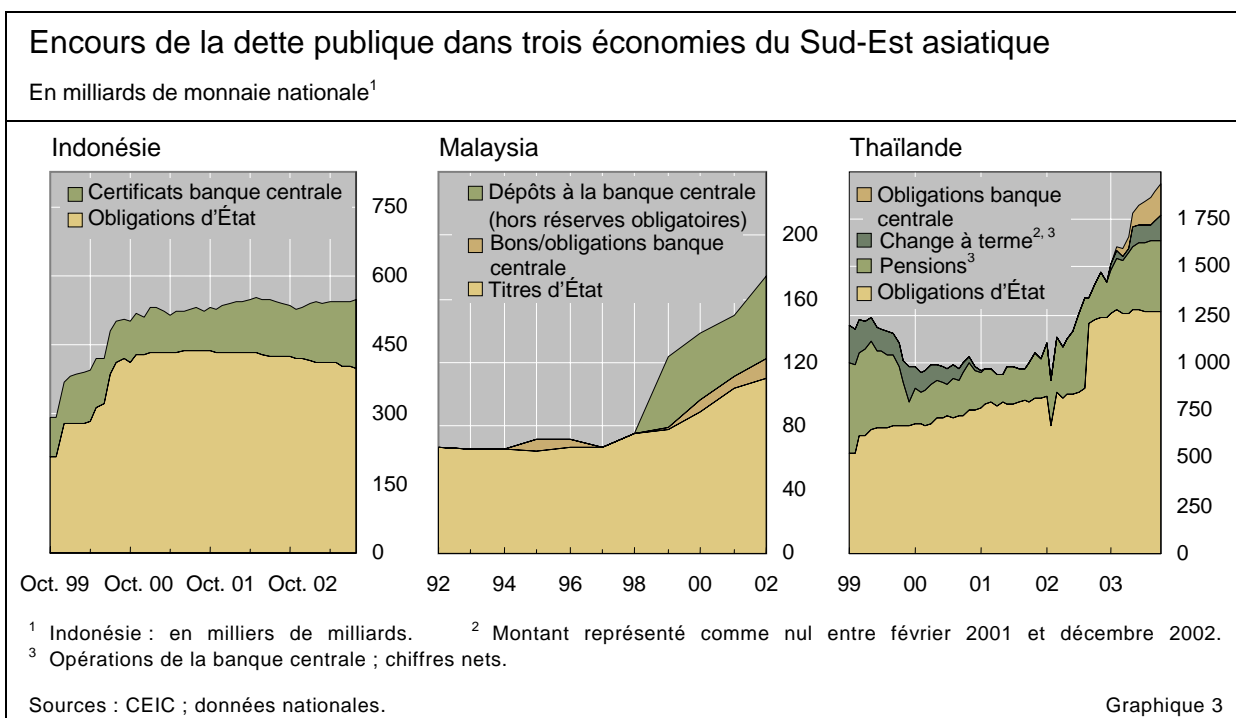 Encours de la dette publique dans trois économies du Sud-Est asiatique
En milliards de monnaie nationale1
Indonésie
Certificats banque centrale
Obligations d'État
750
600
450
300
150
0
Oct. 99 Oct. 00 Oct. 01 Oct. 02
Malaysia
Dépôts à la banque centrale
(hors réserves obligatoires)
Bons/obligations banque
centrale
Titres d'État
200
160
120
80
40
0
92 94 96 98 00 02
Thaïlande
Obligations banque
centrale
Change à terme2, 3
Pensions3
Obligations d'État
1 750
1 500
1 250
1 000
750
500
250
0
99 00 01 02 03
1 Indonésie : en milliers de milliards. 2 Montant représenté comme nul entre février 2001 et décembre 2002.
3 Opérations de la banque centrale ; chiffres nets.
Sources : CEIC ; données nationales. Graphique 3